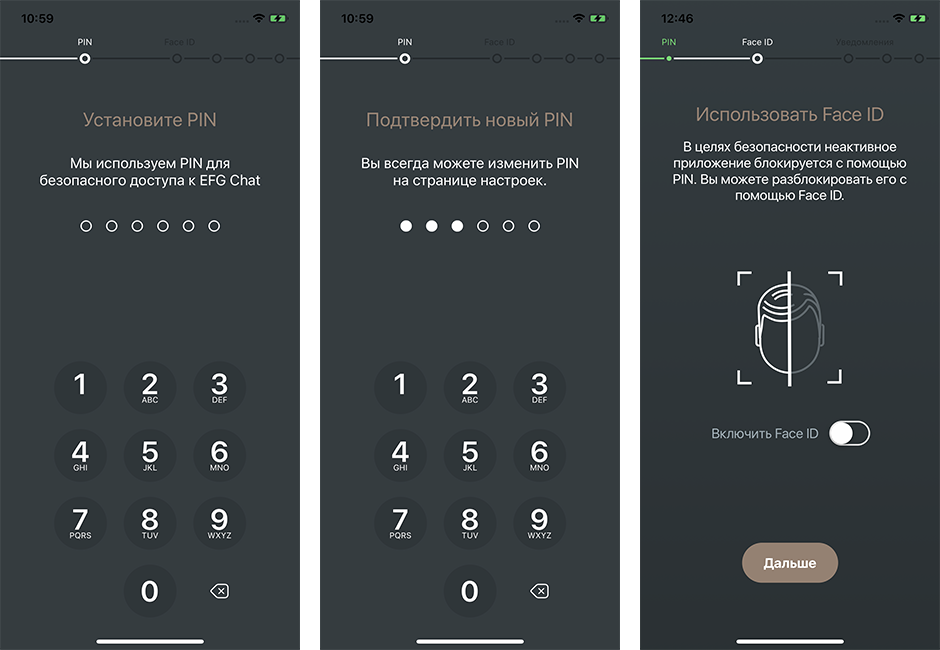 10:59
PIN
Face ID
Установите PIN
Мы используем PIN для
безопасного доступа к EFG Chat
1
2
3
ABC
DEF
4
5
6
GHI
JKL
MNO
7
8
9
PQRS
TUV
WXYZ
0
10:59
PIN
Face ID
Подтвердить новый PIN
Вы всегда можете изменить PIN
на странице настроек.
1
2
3
ABC
DEF
4
5
6
GHI
JKL
MNO
7
8
9
PQRS
TUV
WXYZ
0
12:46
PIN
Face ID
Уведомления
Использовать Face ID
В целях безопасности неактивное
приложение блокируется с помощью
PIN. Вы можете разблокировать его с
помощью Face ID.
Включить Face ID
Дальше